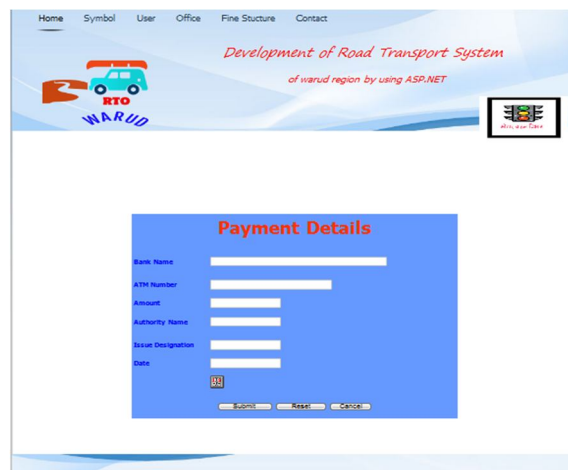 Home Symbol User Office Fine Stucture Contact
Development of Road Transport System
of warud region by using ASP.NET
RTO
WARUD
Payment Details
Bank Name
ATM Number
Amount
Authority Name
Issue Designation
Date
Submit Reset Cancel